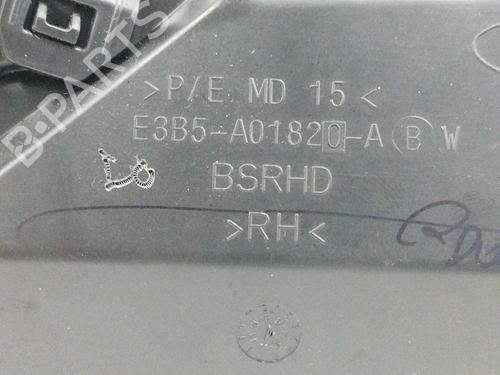 B-PARTS
>P/E MD 15<
E3B5-A01820-A B W
BSRHD
>RH<